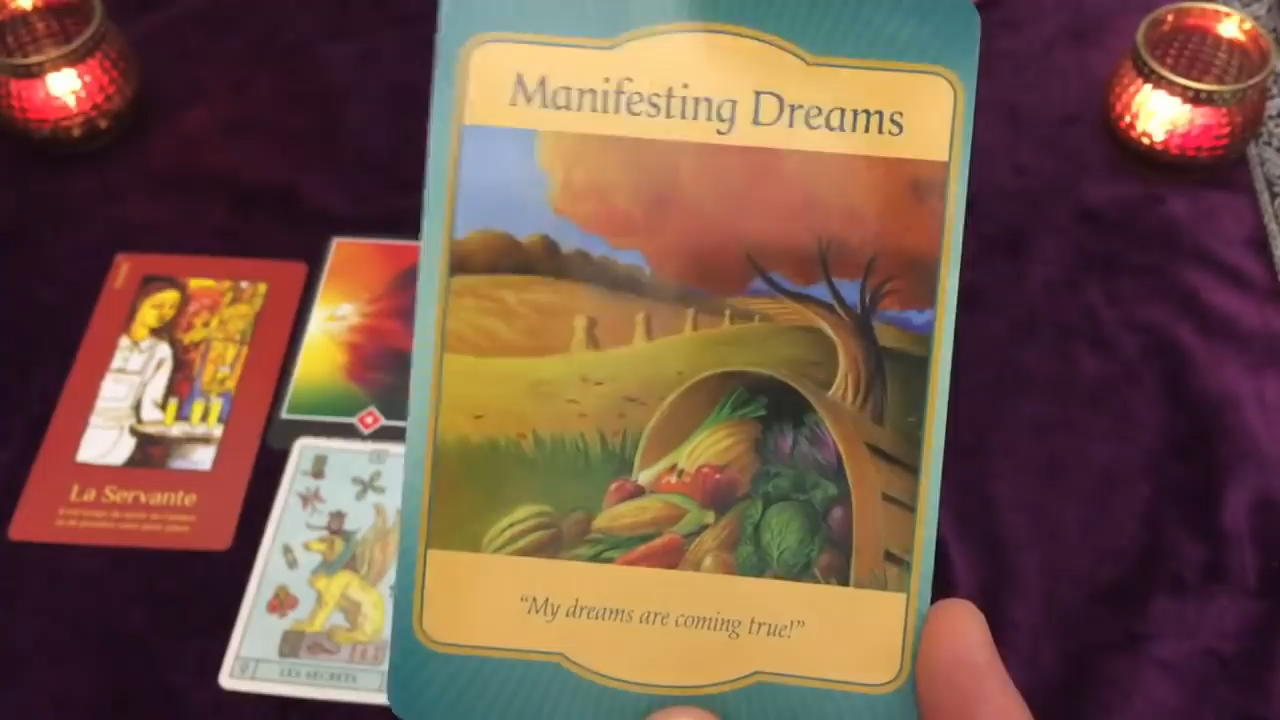 Manifesting Dreams
"My dreams are coming true!"
La Servante
LES SECRETS